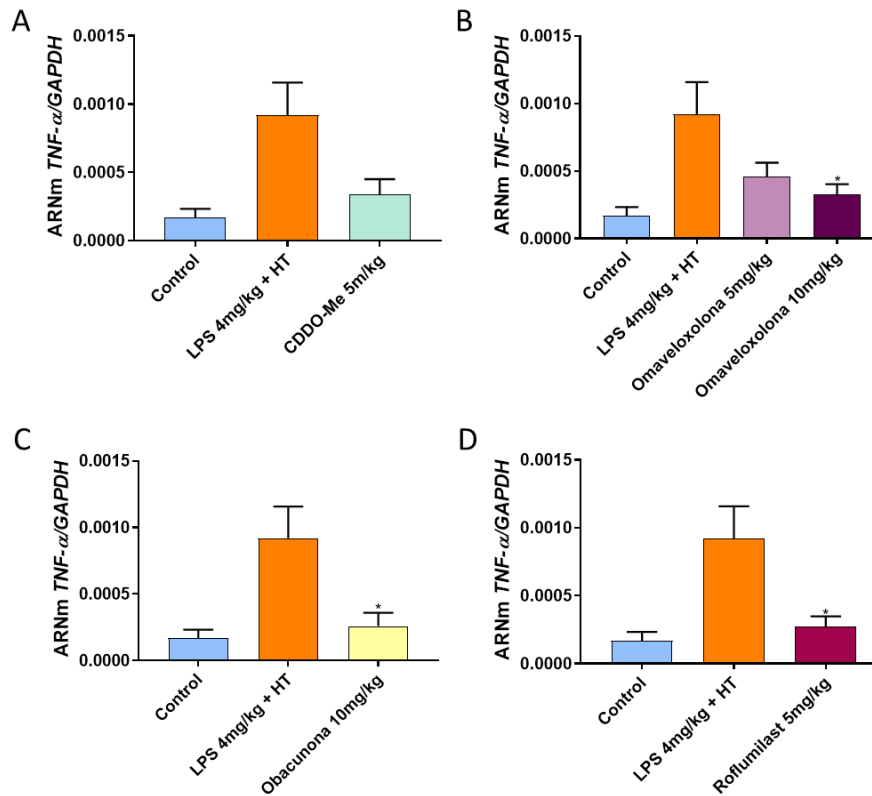 A
ARNm TNF-α/GAPDH
0.0015
0.0010
0.0005
0.0000
Control
LPS 4mg/kg + HT
CDDO-Me 5m/kg
B
ARNm TNF-α/GAPDH
0.0015
0.0010
0.0005
0.0000
*
Control
LPS 4mg/kg + HT
Omaveloxolona 5mg/kg
Omaveloxolona 10mg/kg
C
ARNm TNF-α/GAPDH
0.0015
0.0010
0.0005
0.0000
*
Control
LPS 4mg/kg + HT
Obacunona 10mg/kg
D
ARNm TNF-α/GAPDH
0.0015
0.0010
0.0005
0.0000
*
Control
LPS 4mg/kg + HT
Roflumilast 5mg/kg